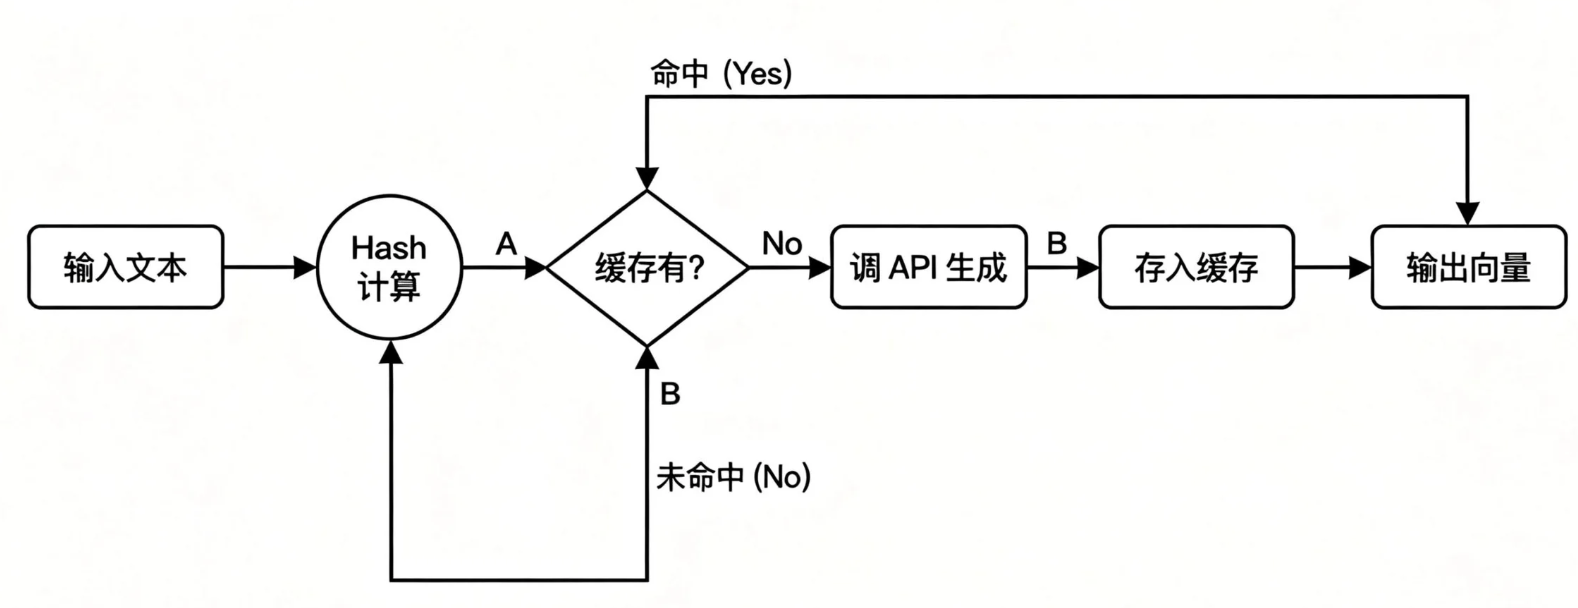 命中 (Yes)
输入文本
Hash
计算
A
缓存有?
No
调 API 生成
B
存入缓存
输出向量
B
未命中 (No)